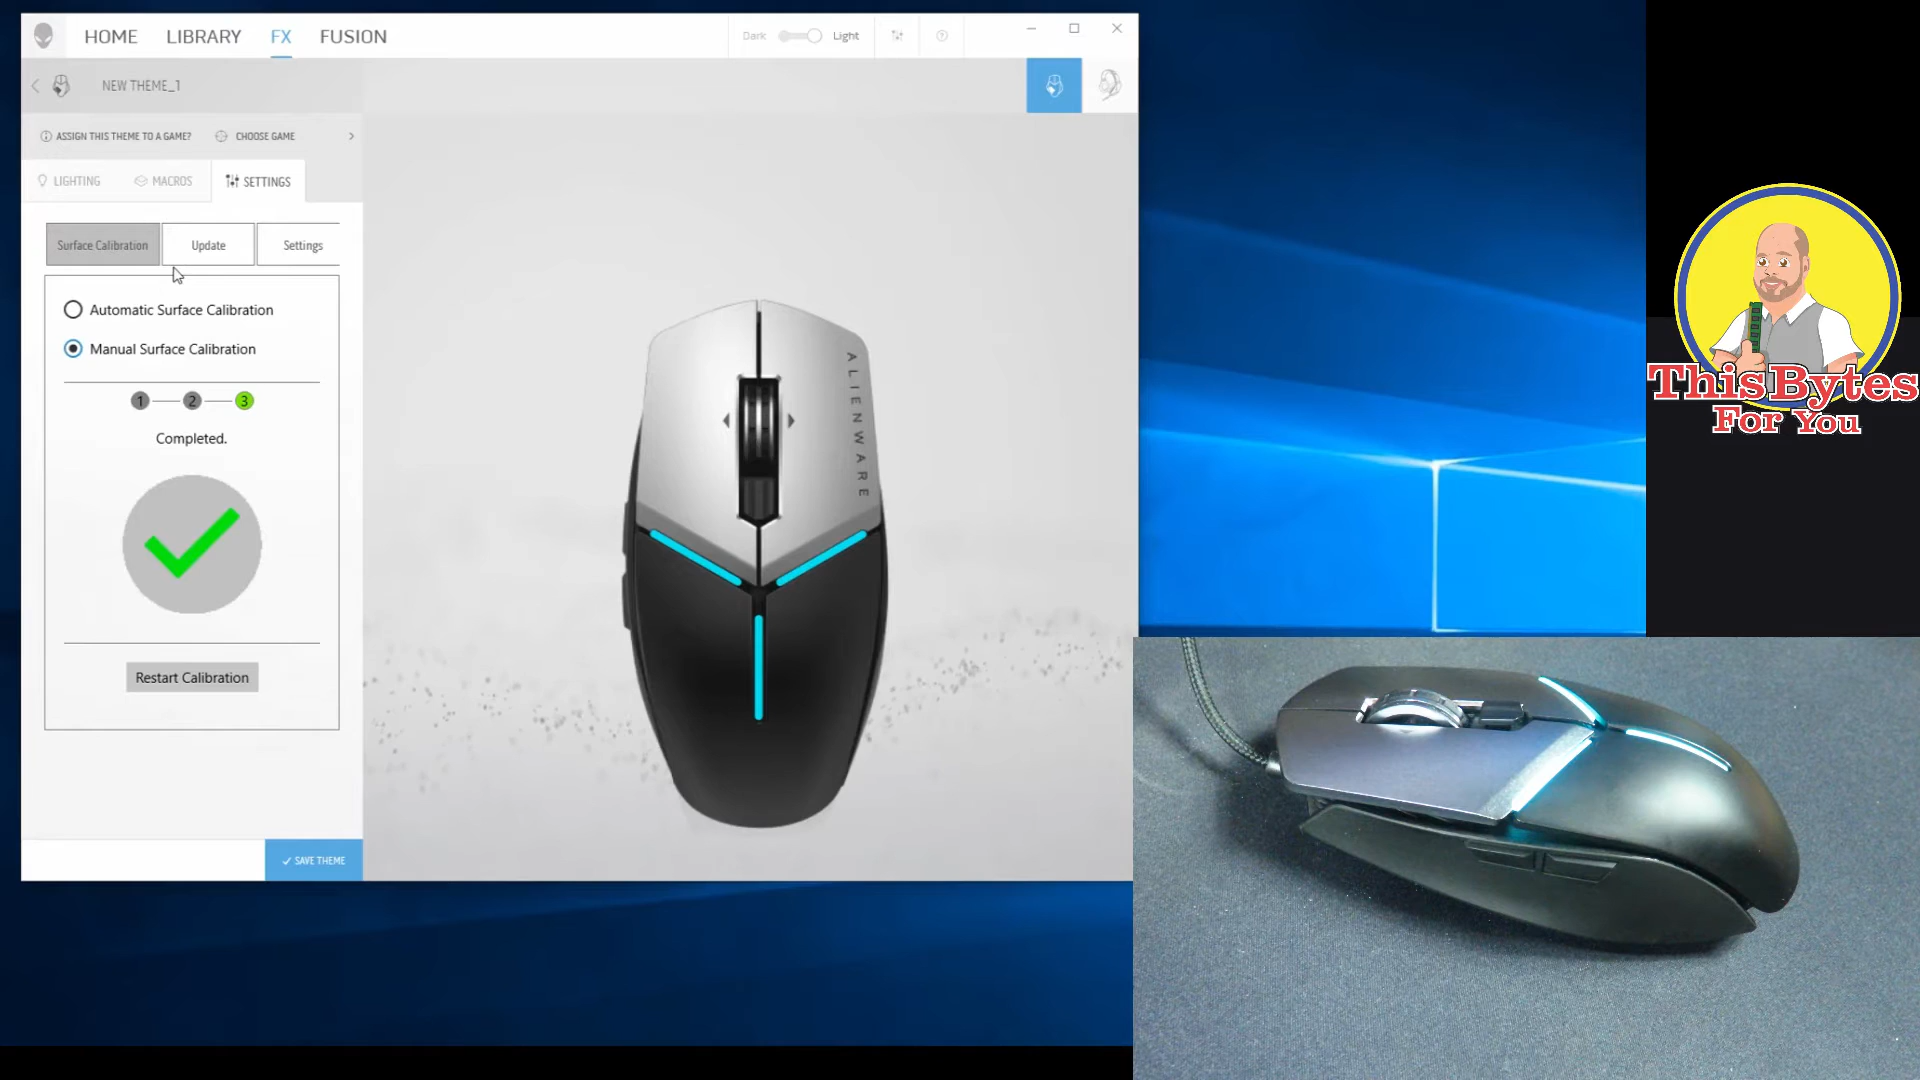 HOME LIBRARY FX FUSION Dark Light
NEW THEME_1
ASSIGN THIS THEME TO A GAME? CHOOSE GAME
LIGHTING MACROS SETTINGS
Surface Calibration Update Settings
Automatic Surface Calibration
Manual Surface Calibration
1 2 3
Completed.
Restart Calibration
SAVE THEME
ALIENWARE
ThisBytes
For You